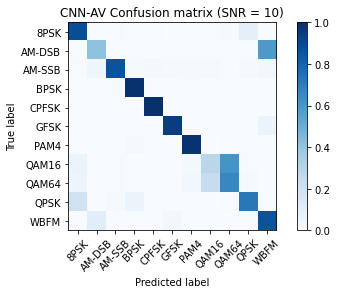 CNN-AV Confusion matrix (SNR = 10)
True label
8PSK
AM-DSB
AM-SSB
BPSK
CPFSK
GFSK
PAM4
QAM16
QAM64
QPSK
WBFM
8PSK
AM-DSB
AM-SSB
BPSK
CPFSK
GFSK
PAM4
QAM16
QAM64
QPSK
WBFM
Predicted label
1.0
0.8
0.6
0.4
0.2
0.0